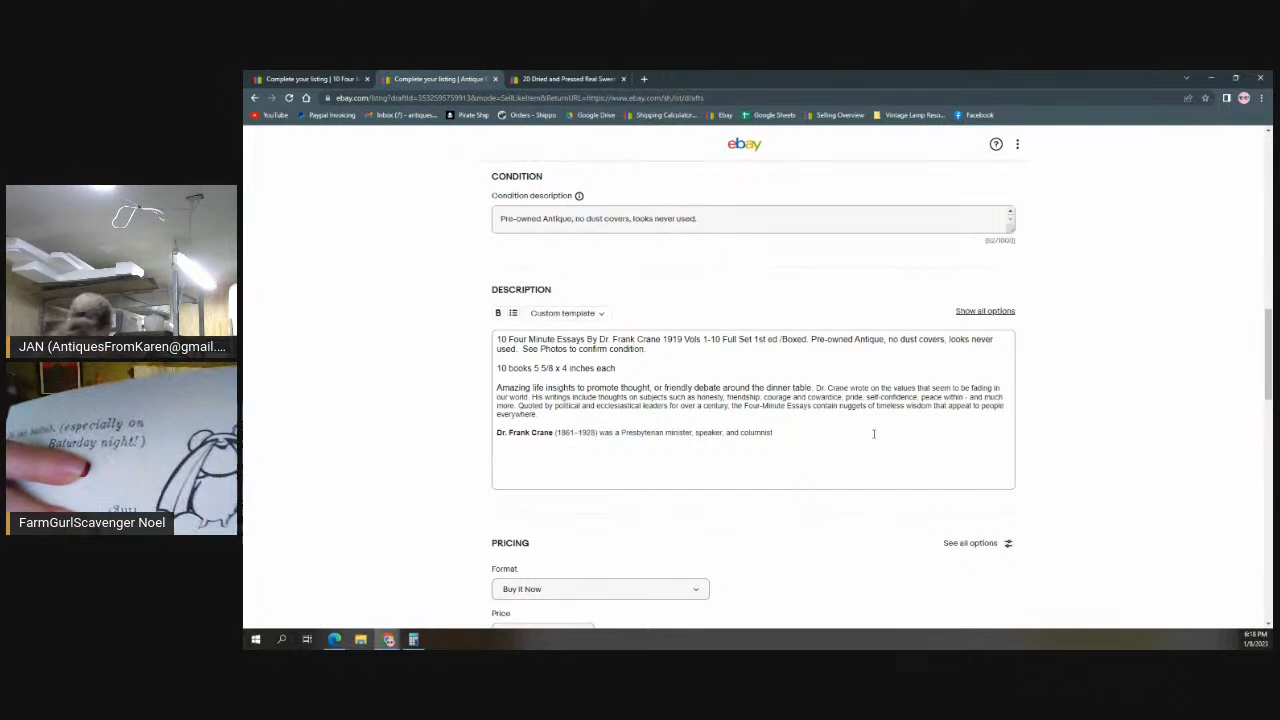 Complete your listing | 10 Four M
Complete your listing | Antique B
20 Dried and Pressed Real Swee
ebay.com/lstng?draftId=3532595759913&mode=SellLikeItem&ReturnURL=https://www.ebay.com/sh/lst/drafts
YouTube
Paypal Invoicing
Inbox (7) - antiques...
Pirate Ship
Orders - Shippo
Google Drive
Shipping Calculator...
Ebay
Google Sheets
Selling Overview
Vintage Lamp Reso...
Facebook
ebay
CONDITION
Condition description
Pre-owned Antique, no dust covers, looks never used.
(52/1000)
DESCRIPTION
Show all options
B
Custom template
10 Four Minute Essays By Dr. Frank Crane 1919 Vols 1-10 Full Set 1st ed /Boxed. Pre-owned Antique, no dust covers, looks never
used. See Photos to confirm condition.
10 books 5 5/8 x 4 inches each
Amazing life insights to promote thought, or friendly debate around the dinner table. Dr. Crane wrote on the values that seem to be fading in
our world. His writings include thoughts on subjects such as honesty, friendship, courage and cowardice, pride, self-confidence, peace within - and much
more. Quoted by political and ecclesiastical leaders for over a century, the Four-Minute Essays contain nuggets of timeless wisdom that appeal to people
everywhere.
Dr. Frank Crane (1861–1928) was a Presbyterian minister, speaker, and columnist
PRICING
See all options
Format
Buy It Now
Price
6:18 PM
1/8/2023
JAN (AntiquesFromKaren@gmail....
(especially on
Saturday night!)
FarmGurlScavenger Noel